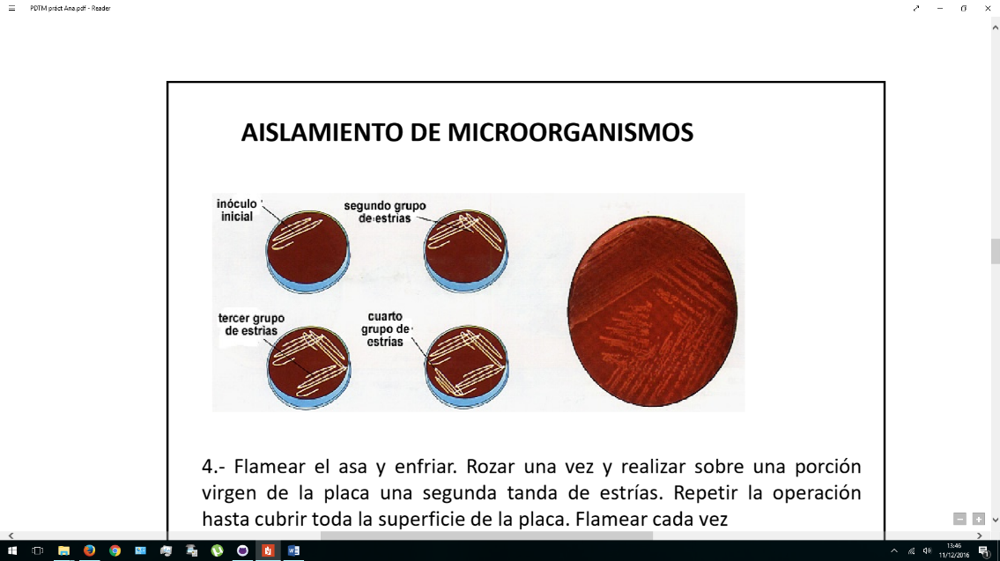 PDTM práct Ana.pdf - Reader
AISLAMIENTO DE MICROORGANISMOS
inóculo
inicial
segundo grupo
de estrías
tercer grupo
de estrias
cuarto
grupo de
estrías
4.- Flamear el asa y enfriar. Rozar una vez y realizar sobre una porción
virgen de la placa una segunda tanda de estrías. Repetir la operación
hasta cubrir toda la superficie de la placa. Flamear cada vez
13:46
11/12/2016